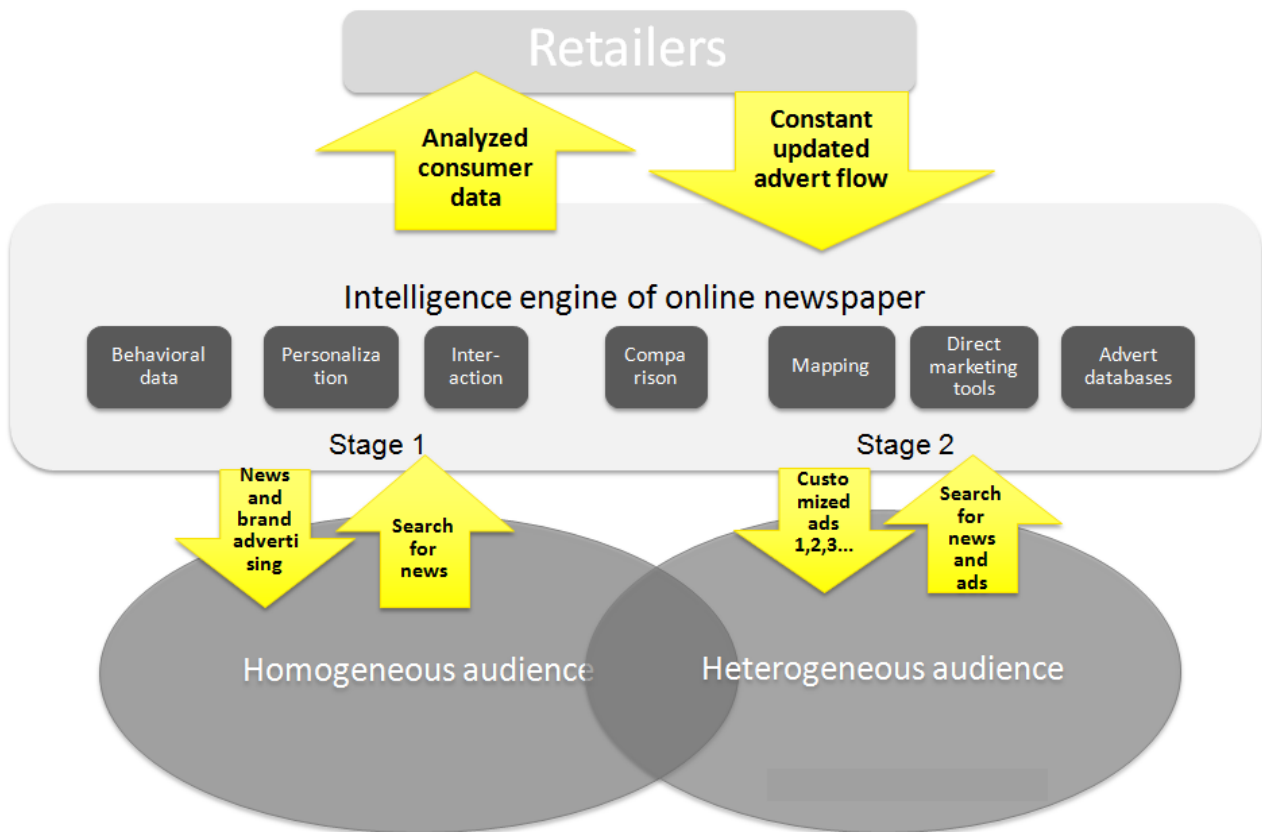 Retailers
Analyzed
consumer
data
Constant
updated
advert flow
Intelligence engine of online newspaper
Behavioral
data
Personaliza
tion
Inter-
action
Compa
rison
Mapping
Direct
marketing
tools
Advert
databases
Stage 1
Stage 2
News
and
brand
adverti
sing
Search
for
news
Custo
mized
ads
1,2,3...
Search
for
news
and
ads
Homogeneous audience
Heterogeneous audience